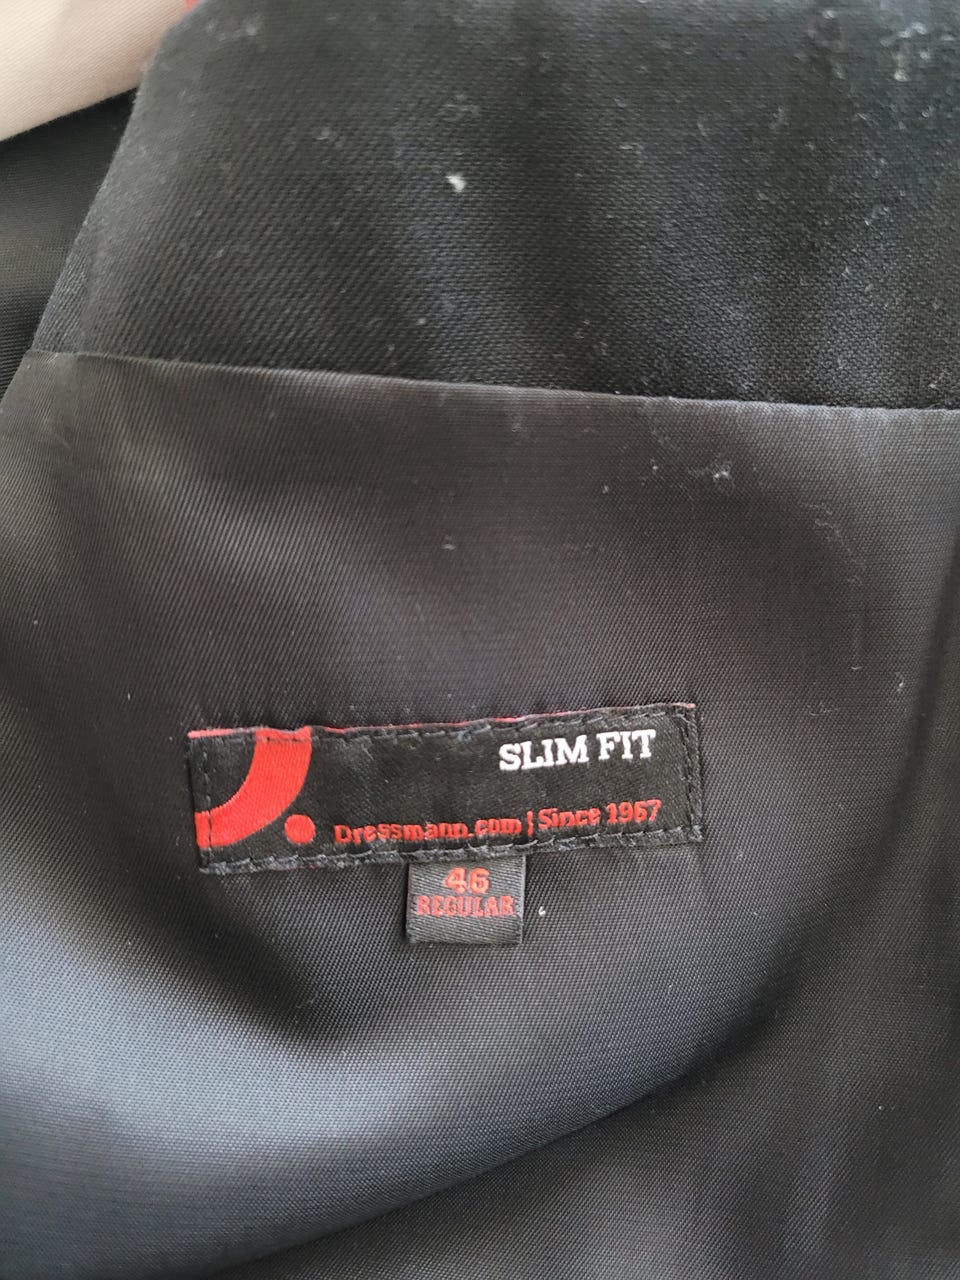 SLIM FIT
Dressmann.com | Since 1967
46
REGULAR